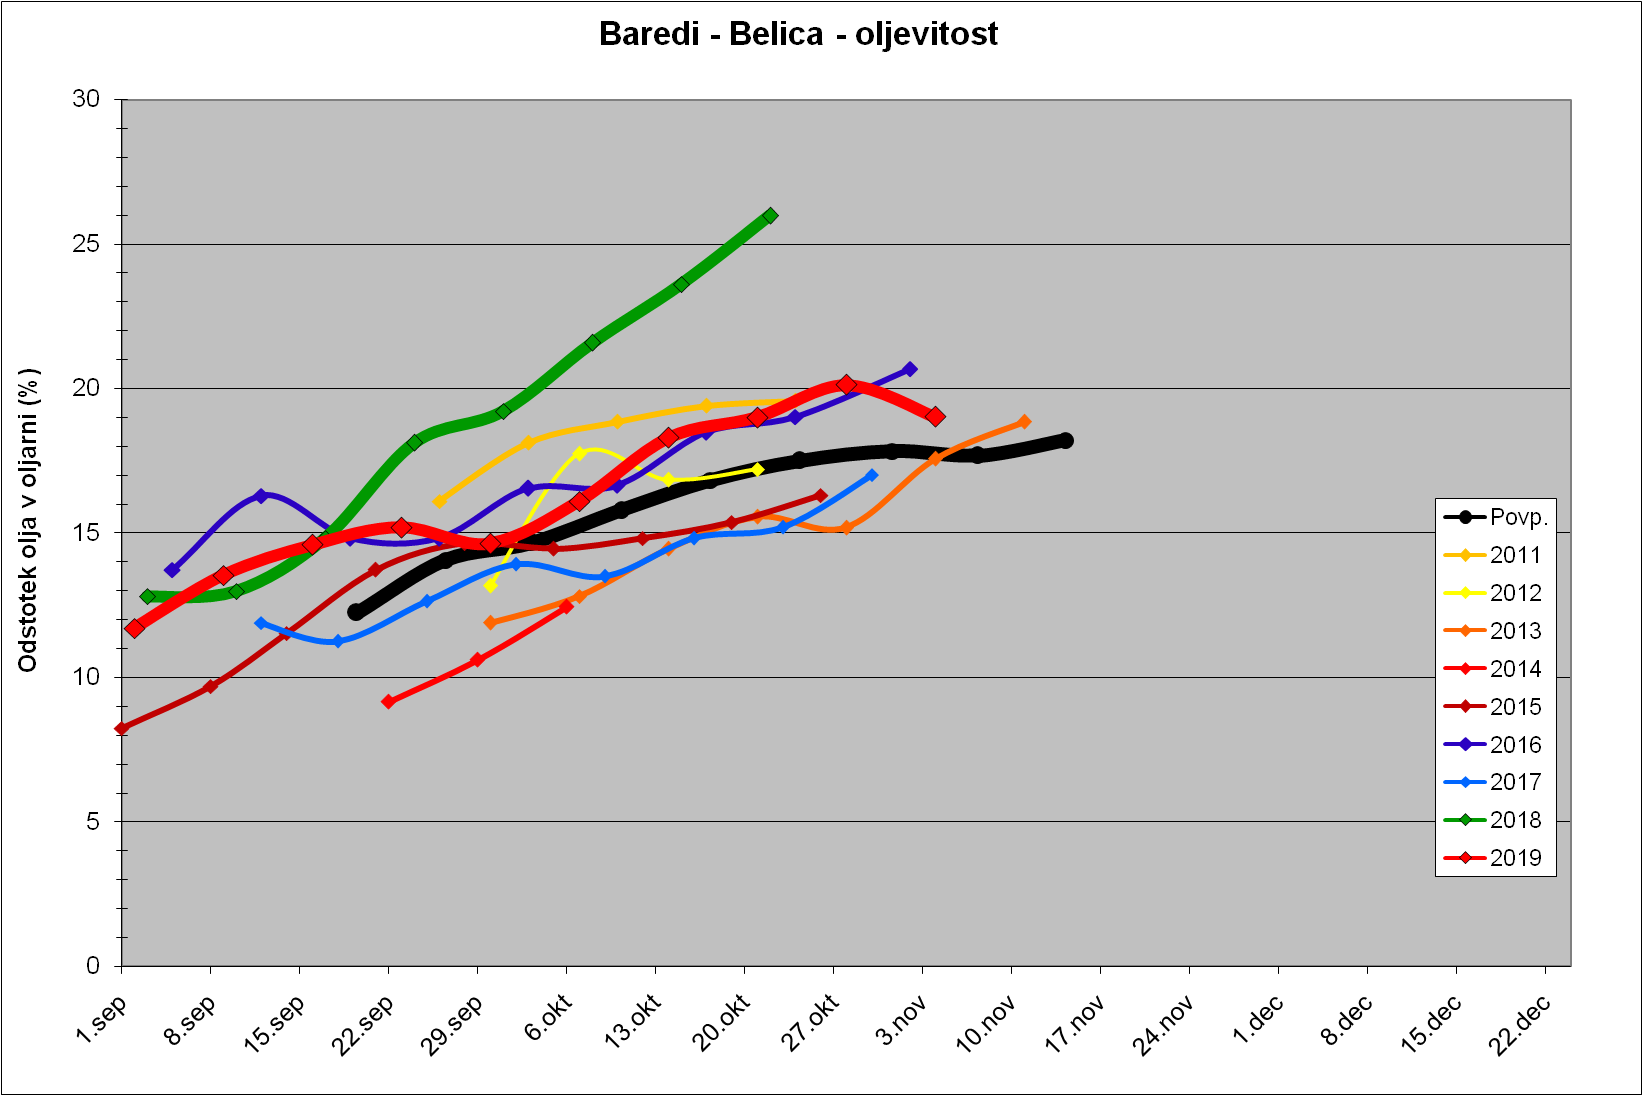 Baredi - Belica - oljevitost
Odstotek olja v oljarni (%)
30
25
20
15
10
5
0
1.sep
8.sep
15.sep
22.sep
29.sep
6.okt
13.okt
20.okt
27.okt
3.nov
10.nov
17.nov
24.nov
1.dec
8.dec
15.dec
22.dec
Povp.
2011
2012
2013
2014
2015
2016
2017
2018
2019